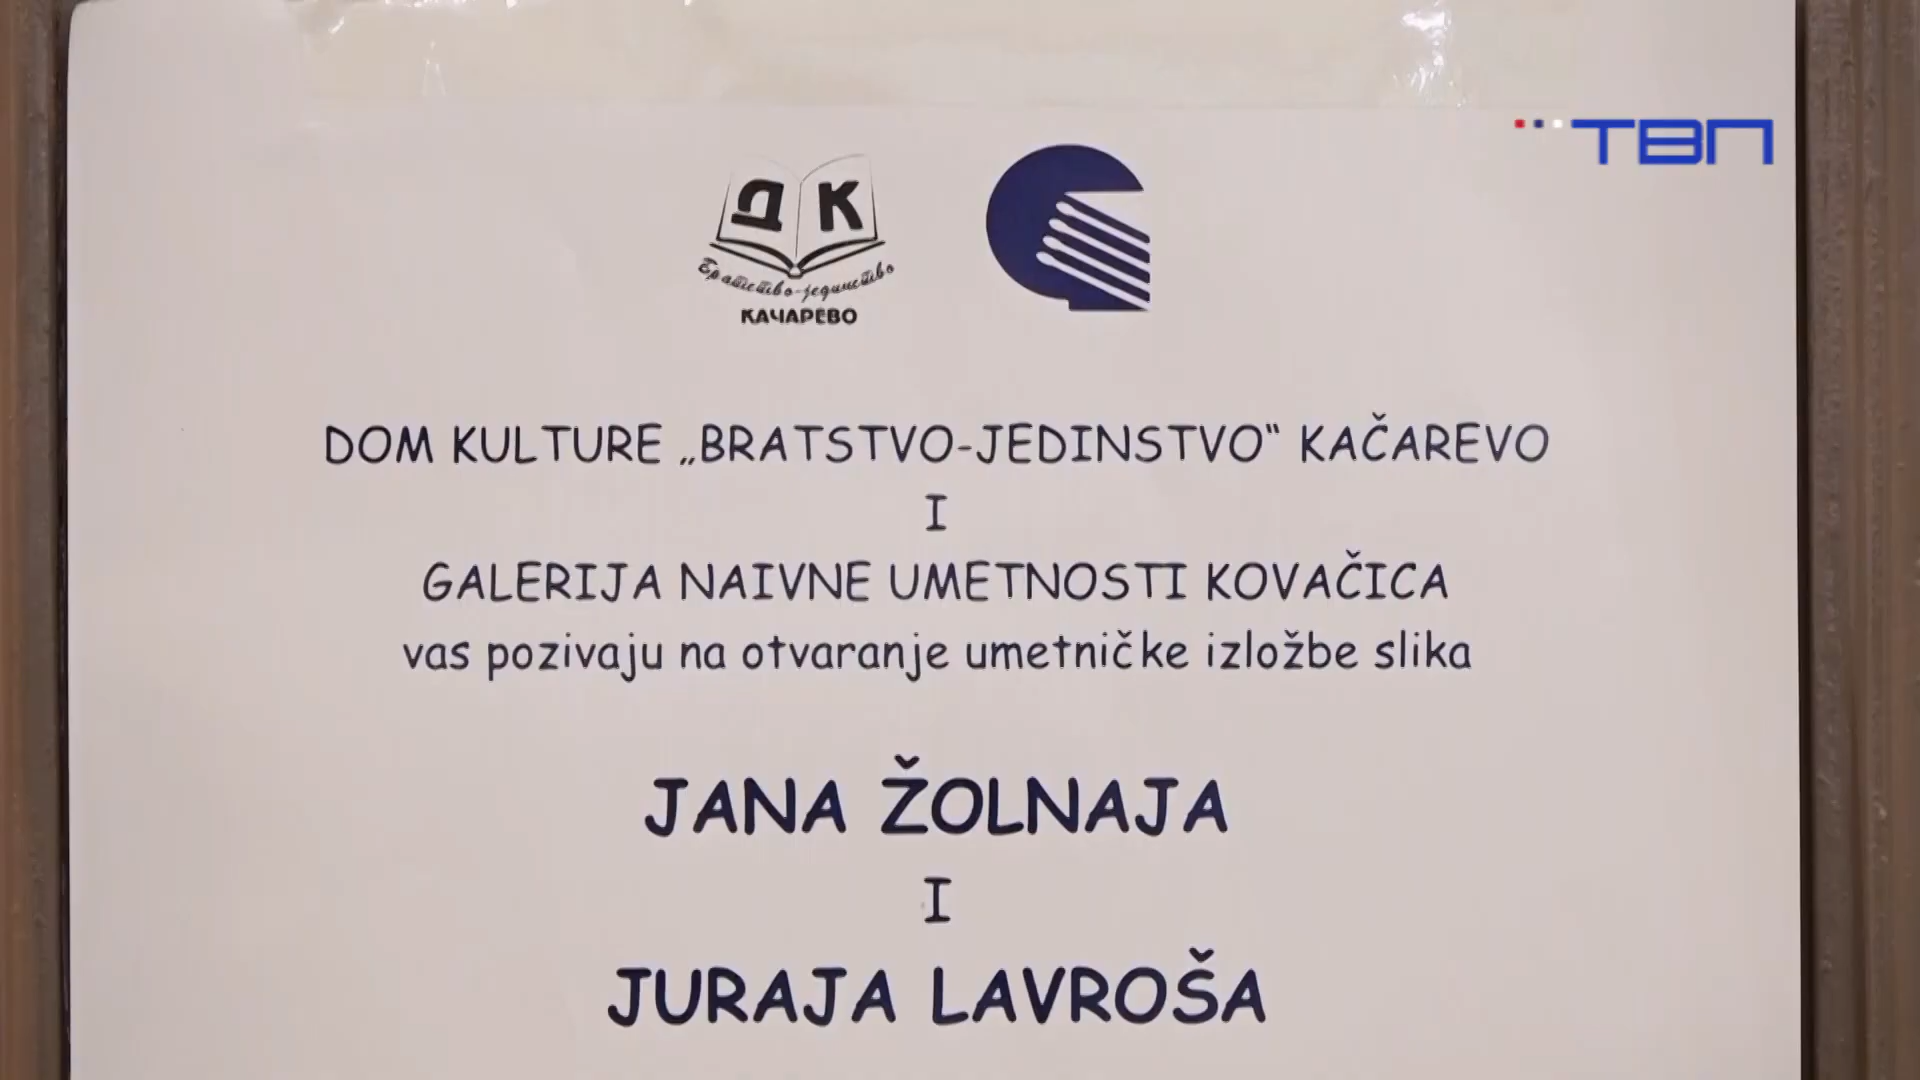 ТВП
ДК
Братство-јединство
КАЧАРЕВО
DOM KULTURE „BRATSTVO-JEDINSTVO“ KAČAREVO
I
GALERIJA NAIVNE UMETNOSTI KOVAČICA
vas pozivaju na otvaranje umetničke izložbe slika
JANA ŽOLNAJA
I
JURAJA LAVROŠA